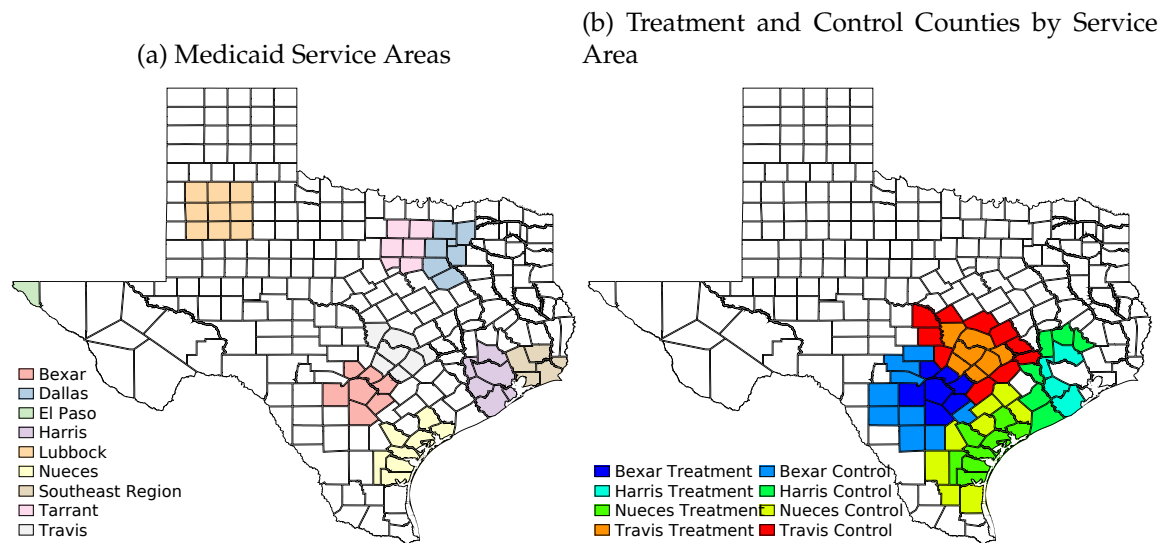 (a) Medicaid Service Areas
Bexar
Dallas
El Paso
Harris
Lubbock
Nueces
Southeast Region
Tarrant
Travis
(b) Treatment and Control Counties by Service
Area
Bexar Treatment Bexar Control
Harris Treatment Harris Control
Nueces Treatment Nueces Control
Travis Treatment Travis Control